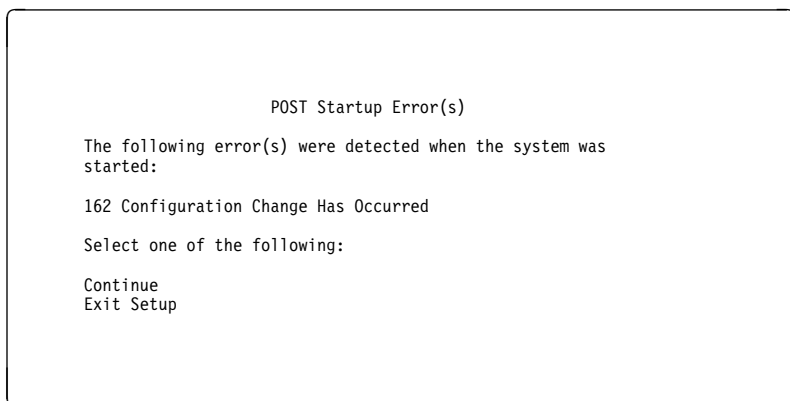 POST Startup Error(s)
The following error(s) were detected when the system was
started:
162 Configuration Change Has Occurred
Select one of the following:
Continue
Exit Setup